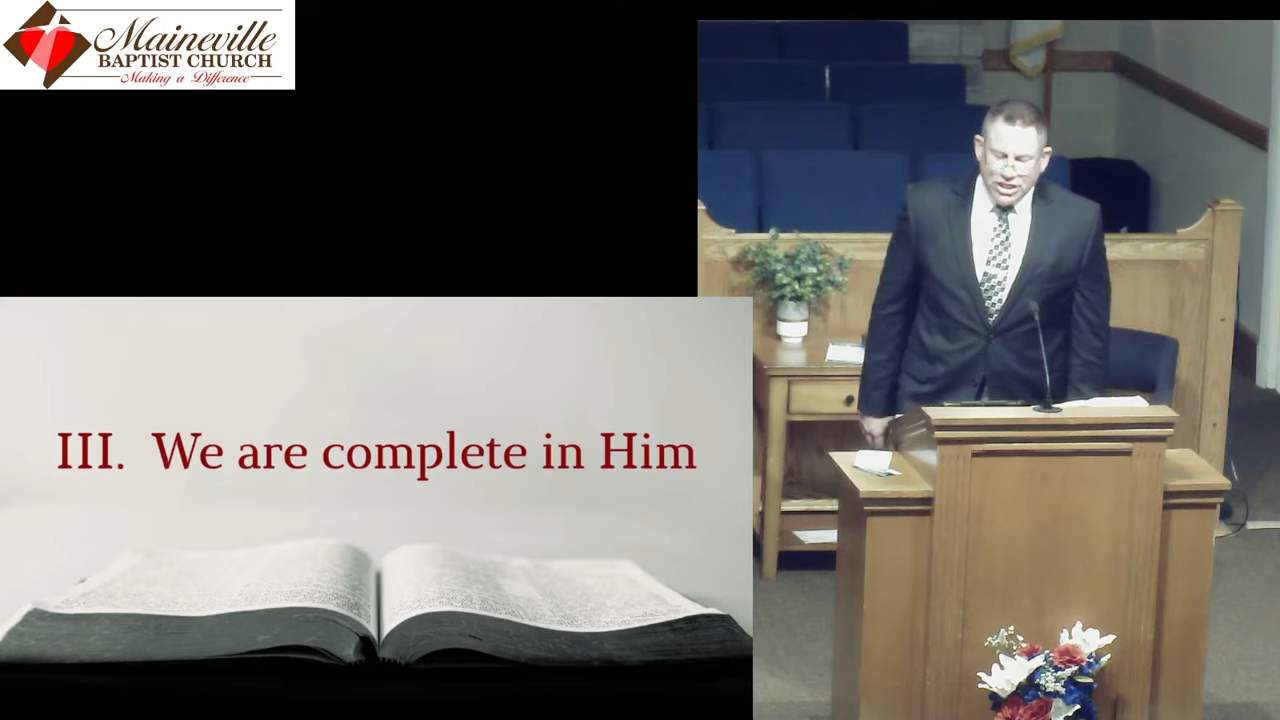 Maineville
BAPTIST CHURCH
Making a Difference
III. We are complete in Him